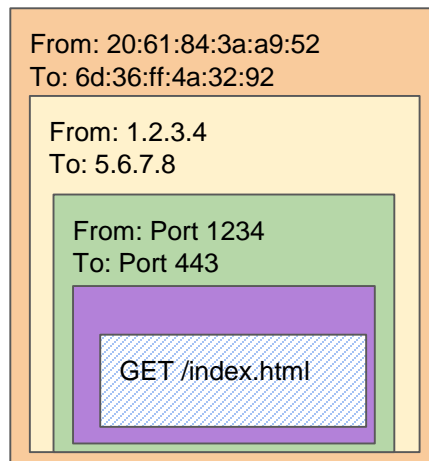 From: 20:61:84:3a:a9:52
To: 6d:36:ff:4a:32:92
From: 1.2.3.4
To: 5.6.7.8
From: Port 1234
To: Port 443
GET /index.html